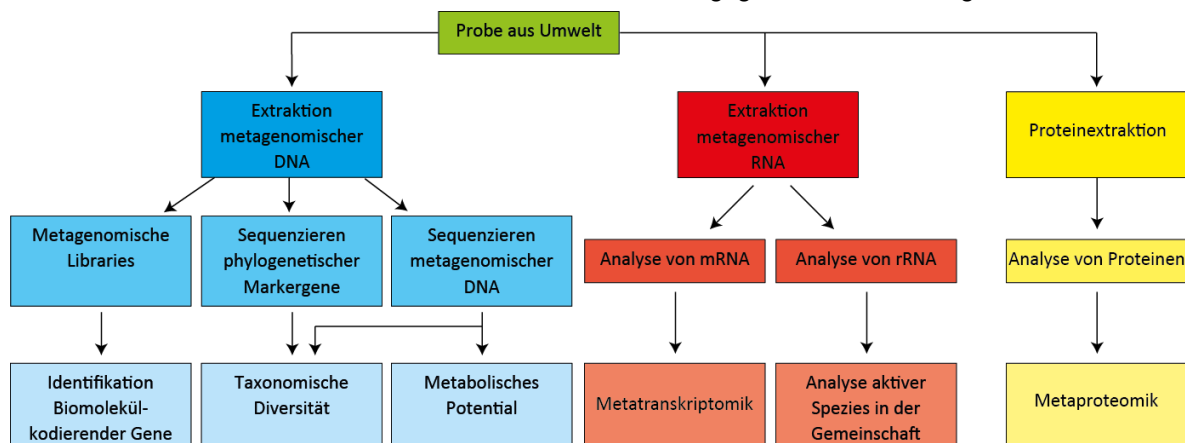 Probe aus Umwelt
Extraktion
metagenomischer
DNA
Extraktion
metagenomischer
RNA
Proteinextraktion
Metagenomische
Libraries
Sequenzieren
phylogenetischer
Markergene
Sequenzieren
metagenomischer
DNA
Analyse von mRNA
Analyse von rRNA
Analyse von Proteinen
Identifikation
Biomolekül-
kodierender Gene
Taxonomische
Diversität
Metabolisches
Potential
Metatranskriptomik
Analyse aktiver
Spezies in der
Gemeinschaft
Metaproteomik